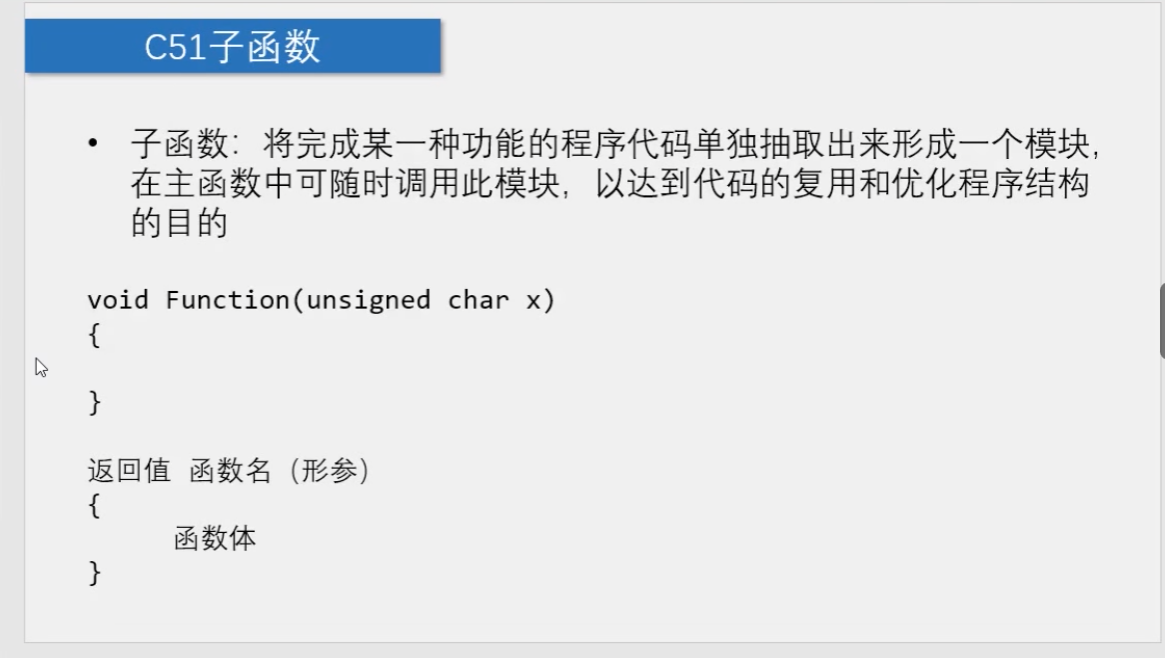 C51子函数
• 子函数：将完成某一种功能的程序代码单独抽取出来形成一个模块，
在主函数中可随时调用此模块，以达到代码的复用和优化程序结构
的目的
void Function(unsigned char x)
{
}
返回值 函数名（形参）
{
函数体
}